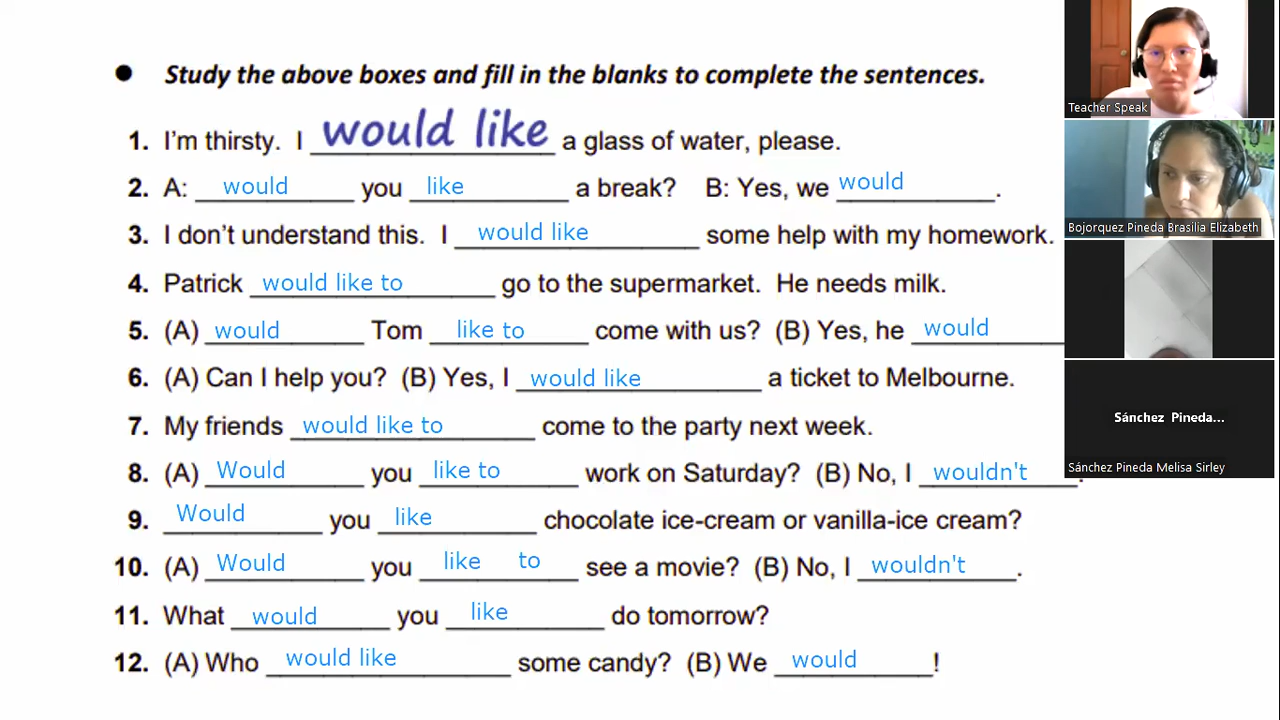 ● Study the above boxes and fill in the blanks to complete the sentences.
1. I'm thirsty. I would like a glass of water, please.
2. A: would you like a break? B: Yes, we would.
3. I don't understand this. I would like some help with my homework.
4. Patrick would like to go to the supermarket. He needs milk.
5. (A) would Tom like to come with us? (B) Yes, he would
6. (A) Can I help you? (B) Yes, I would like a ticket to Melbourne.
7. My friends would like to come to the party next week.
8. (A) Would you like to work on Saturday? (B) No, I wouldn't.
9. Would you like chocolate ice-cream or vanilla-ice cream?
10. (A) Would you like to see a movie? (B) No, I wouldn't.
11. What would you like do tomorrow?
12. (A) Who would like some candy? (B) We would!
Teacher Speak
Bojorquez Pineda Brasilia Elizabeth
Sánchez Pineda...
Sánchez Pineda Melisa Sirley